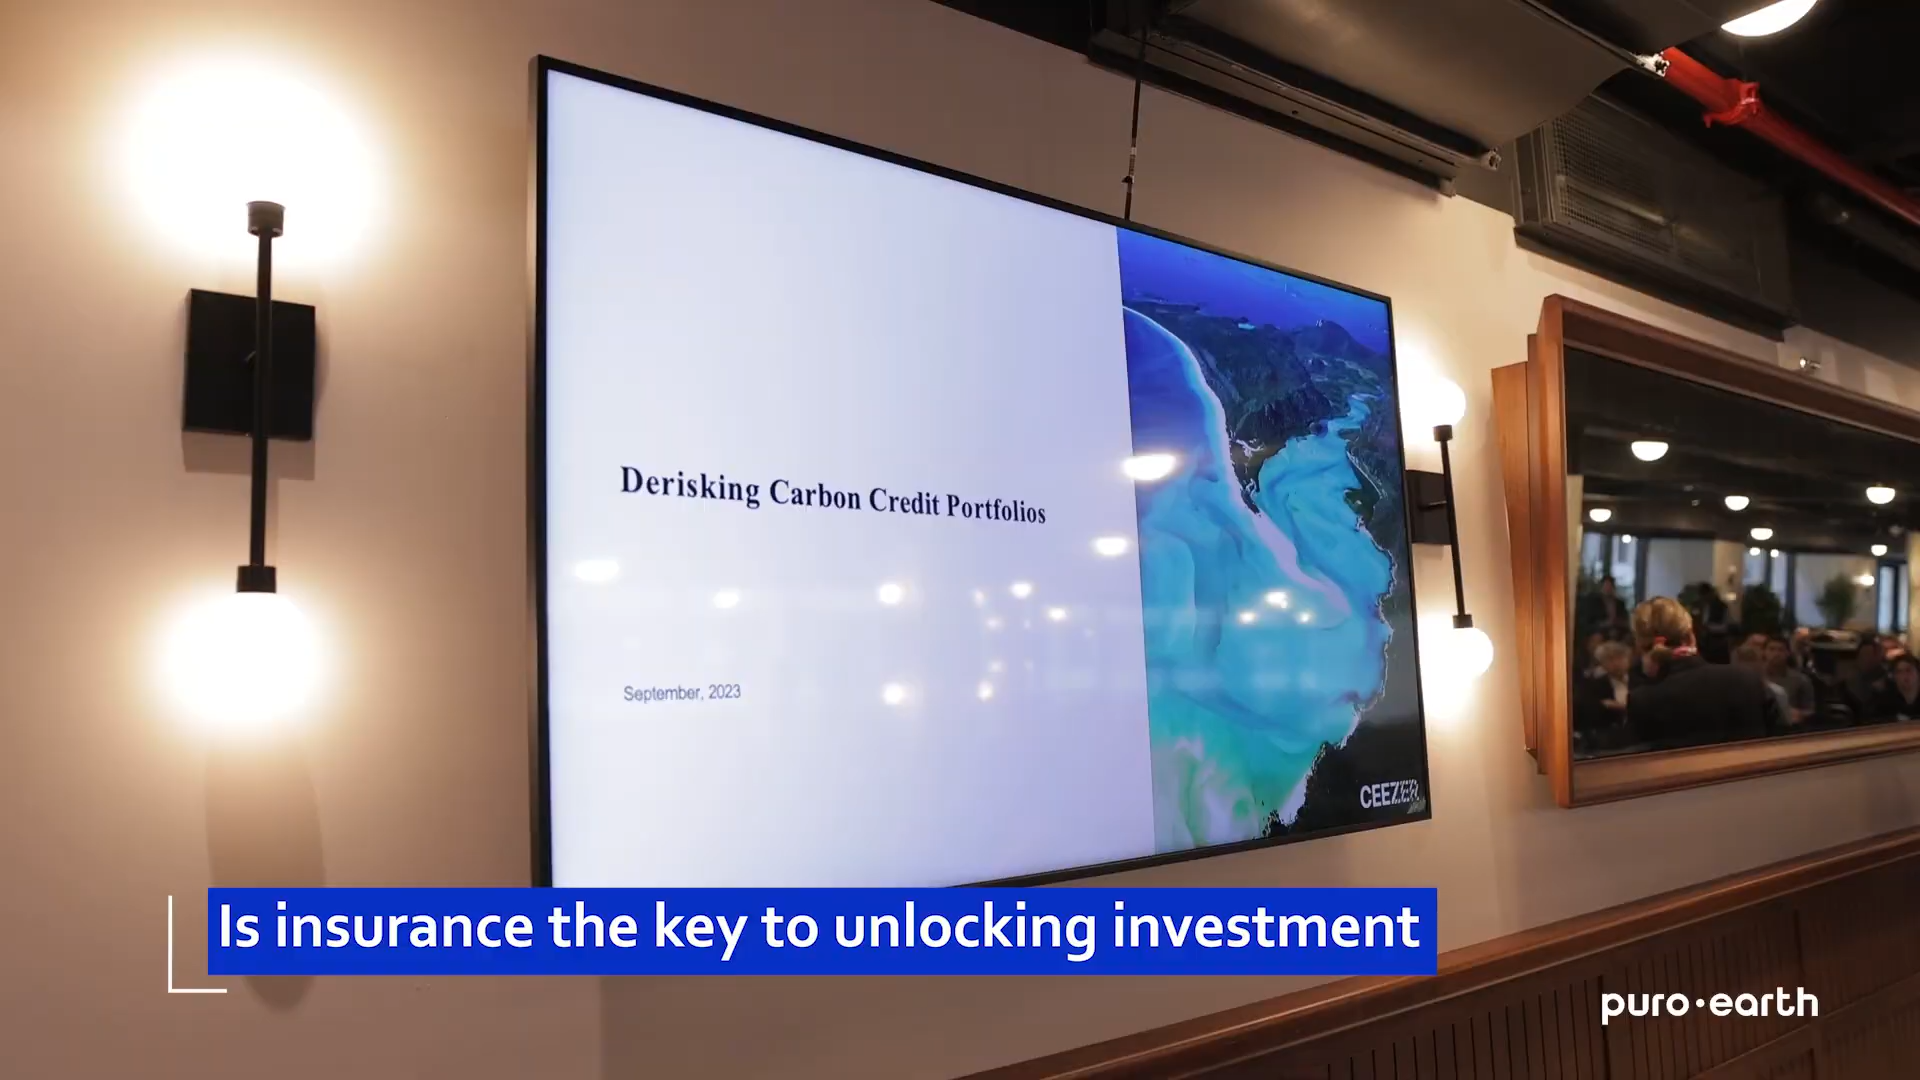 Derisking Carbon Credit Portfolios
September, 2023
CEEZER
Is insurance the key to unlocking investment
puro·earth